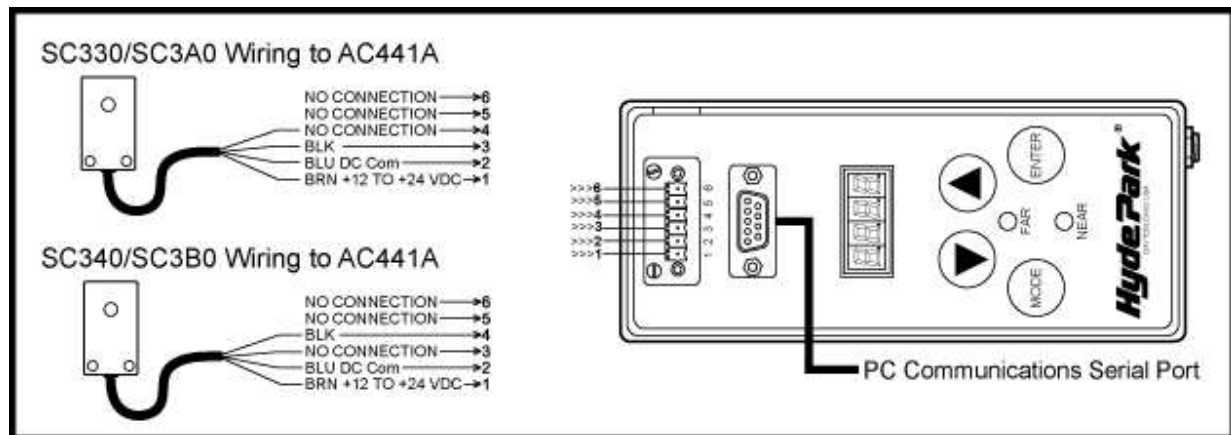 SC330/SC3A0 Wiring to AC441A
NO CONNECTION 6
NO CONNECTION 5
NO CONNECTION 4
BLK 3
BLU DC Com 2
BRN +12 TO +24 VDC 1
SC340/SC3B0 Wiring to AC441A
NO CONNECTION 6
NO CONNECTION 5
BLK 4
NO CONNECTION 3
BLU DC Com 2
BRN +12 TO +24 VDC 1
>>>6
>>>5
>>>4
>>>3
>>>2
>>>1
1 2 3 4 5 6
ENTER
FAR
NEAR
MODE
HydePark®
PC Communications Serial Port